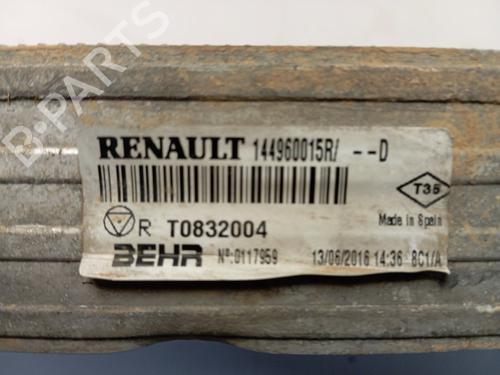 B-PARTS
RENAULT 144960015R/ --D
T35
R T0832004
Made in Spain
BEHR Nº:0117959 13/06/2016 14:36 8C1/A